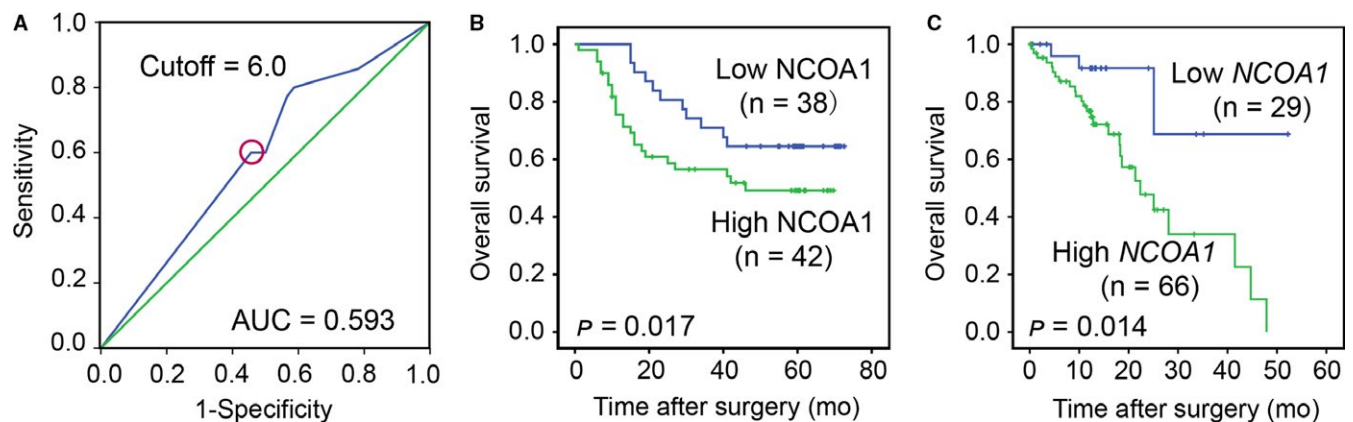 A
1.0
0.8
0.6
0.4
0.2
0.0
Sensitivity
Cutoff = 6.0
AUC = 0.593
0.0 0.2 0.4 0.6 0.8 1.0
1-Specificity
B
1.0
0.8
0.6
0.4
0.2
0.0
Overall survival
Low NCOA1
(n = 38)
High NCOA1
(n = 42)
P = 0.017
0 20 40 60 80
Time after surgery (mo)
C
1.0
0.8
0.6
0.4
0.2
0.0
Overall survival
Low NCOA1
(n = 29)
High NCOA1
(n = 66)
P = 0.014
0 10 20 30 40 50 60
Time after surgery (mo)